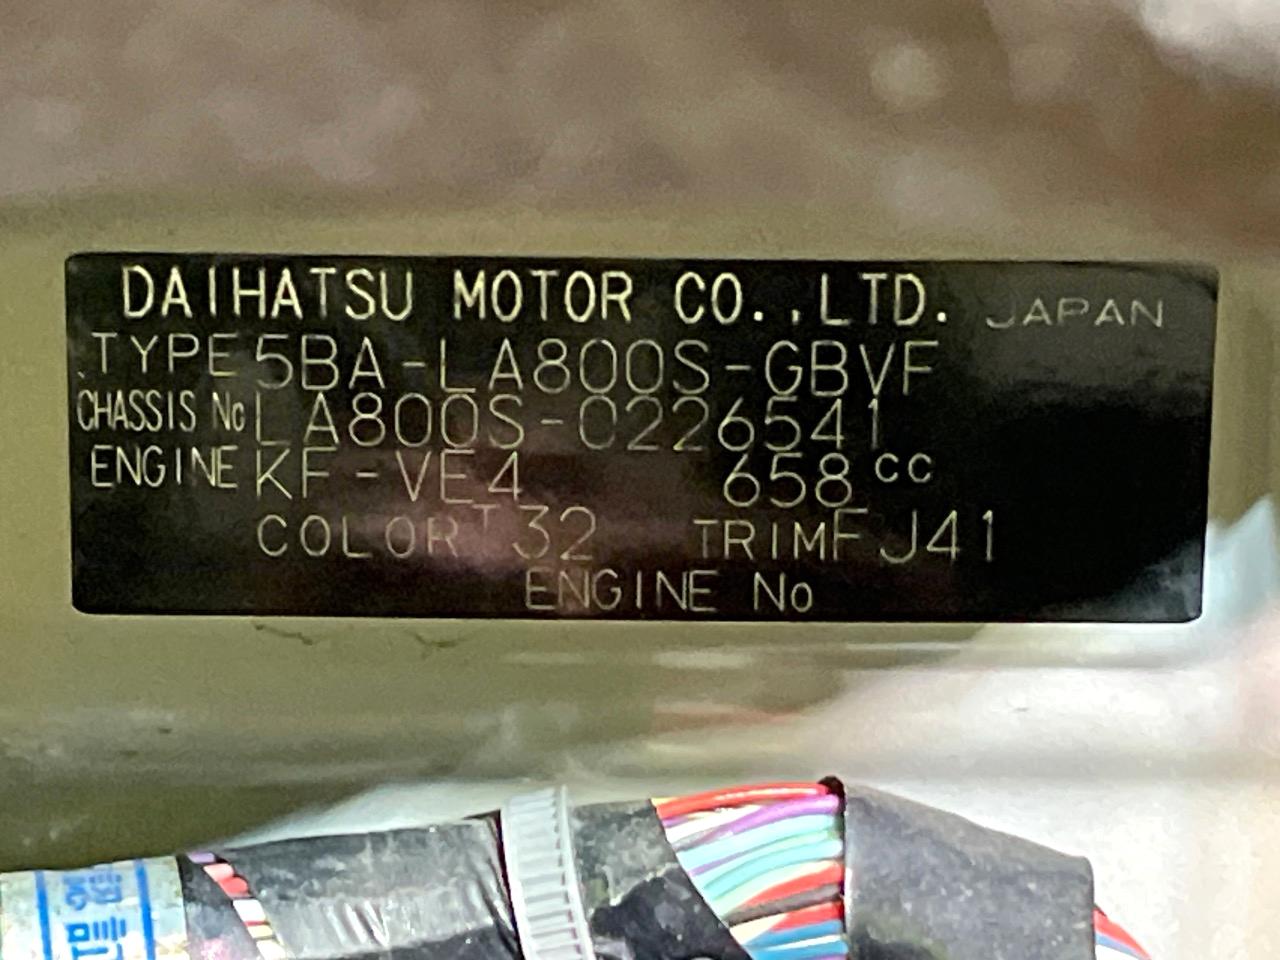 DAIHATSU MOTOR CO.,LTD. JAPAN
TYPE 5BA-LA800S-GBVF
CHASSIS No LA800S-0226541
ENGINE KF-VE4 658 cc
COLOR T32 TRIM FJ41
ENGINE No